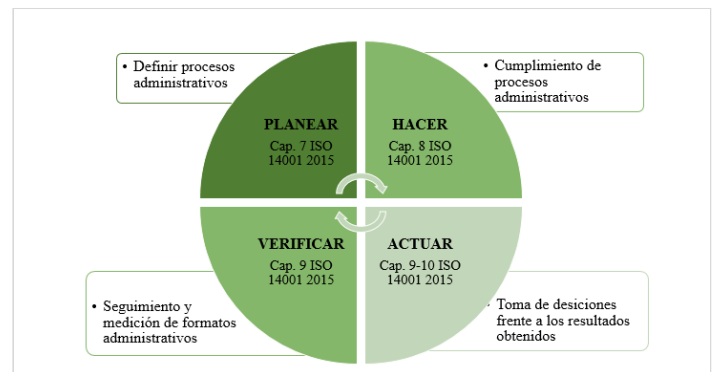 • Definir procesos
administrativos
• Cumplimiento de
procesos
administrativos
PLANEAR
Cap. 7 ISO
14001 2015
HACER
Cap. 8 ISO
14001 2015
VERIFICAR
Cap. 9 ISO
14001 2015
ACTUAR
Cap. 9-10 ISO
14001 2015
• Seguimiento y
medición de formatos
administrativos
• Toma de desiciones
frente a los resultados
obtenidos